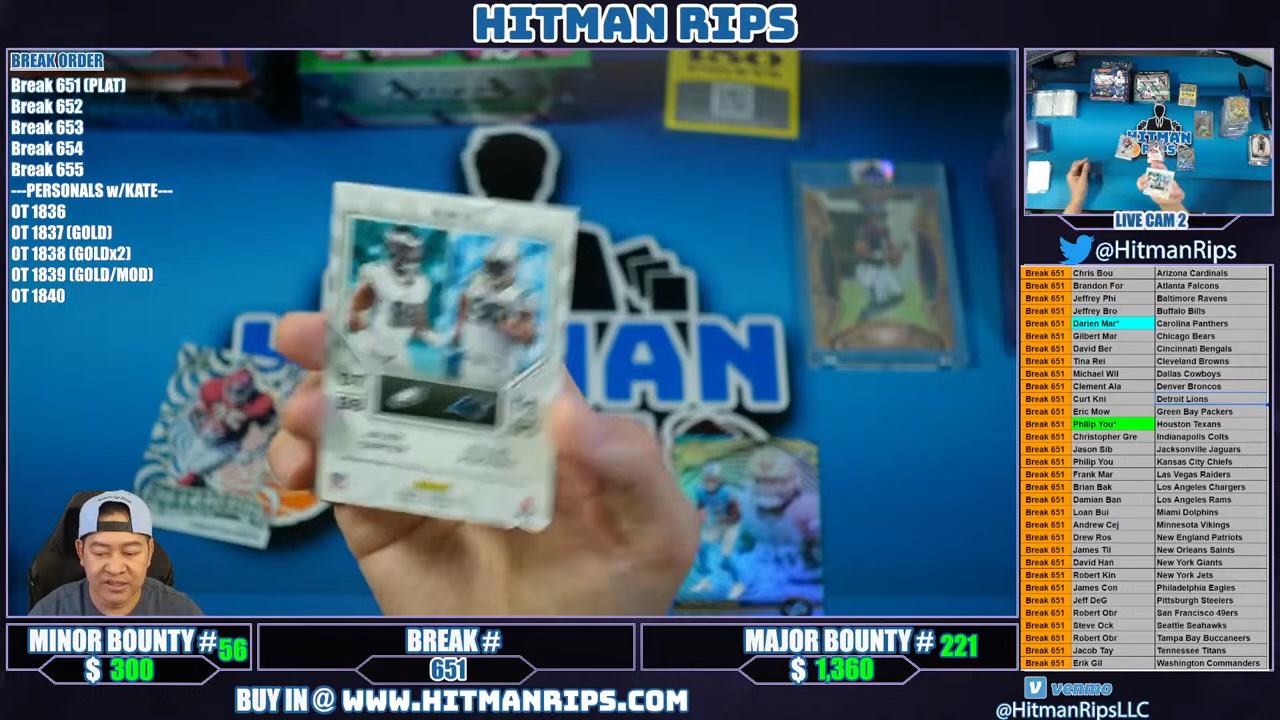 HITMAN RIPS
BREAK ORDER
Break 651 (PLAT)
Break 652
Break 653
Break 654
Break 655
---PERSONALS w/KATE---
OT 1836
OT 1837 (GOLD)
OT 1838 (GOLDx2)
OT 1839 (GOLD/MOD)
OT 1840
HITMAN
RIPS
LIVE CAM 2
@HitmanRips
Break 651 Chris Bou Arizona Cardinals
Break 651 Brandon For Atlanta Falcons
Break 651 Jeffrey Phi Baltimore Ravens
Break 651 Jeffrey Bro Buffalo Bills
Break 651 Darien Mar* Carolina Panthers
Break 651 Gilbert Mar Chicago Bears
Break 651 David Ber Cincinnati Bengals
Break 651 Tina Rei Cleveland Browns
Break 651 Michael Wil Dallas Cowboys
Break 651 Clement Ala Denver Broncos
Break 651 Curt Kni Detroit Lions
Break 651 Eric Mow Green Bay Packers
Break 651 Philip You* Houston Texans
Break 651 Christopher Gre Indianapolis Colts
Break 651 Jason Sib Jacksonville Jaguars
Break 651 Philip You Kansas City Chiefs
Break 651 Frank Mar Las Vegas Raiders
Break 651 Brian Bak Los Angeles Chargers
Break 651 Damian Ban Los Angeles Rams
Break 651 Loan Bui Miami Dolphins
Break 651 Andrew Cej Minnesota Vikings
Break 651 Drew Ros New England Patriots
Break 651 James Til New Orleans Saints
Break 651 David Han New York Giants
Break 651 Robert Kin New York Jets
Break 651 James Con Philadelphia Eagles
Break 651 Jeff DeG Pittsburgh Steelers
Break 651 Robert Obr San Francisco 49ers
Break 651 Steve Ock Seattle Seahawks
Break 651 Robert Obr Tampa Bay Buccaneers
Break 651 Jacob Tay Tennessee Titans
Break 651 Erik Gil Washington Commanders
MINOR BOUNTY # 56
$ 300
BREAK #
651
MAJOR BOUNTY # 221
$ 1,360
BUY IN @ WWW.HITMANRIPS.COM
venmo
@HitmanRipsLLC